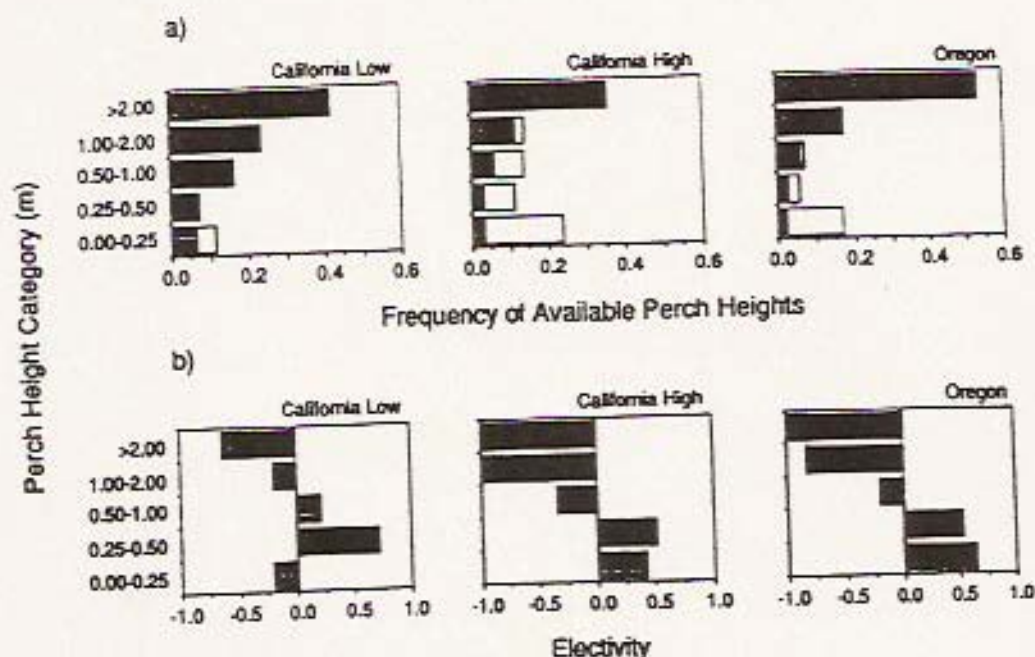 a)
California Low California High Oregon
>2.00
1.00-2.00
0.50-1.00
0.25-0.50
0.00-0.25
0.0 0.2 0.4 0.6 0.0 0.2 0.4 0.6 0.0 0.2 0.4 0.6
Frequency of Available Perch Heights
Perch Height Category (m)
b)
California Low California High Oregon
>2.00
1.00-2.00
0.50-1.00
0.25-0.50
0.00-0.25
-1.0 -0.5 0.0 0.5 1.0 -1.0 -0.5 0.0 0.5 1.0 -1.0 -0.5 0.0 0.5 1.0
Electivity